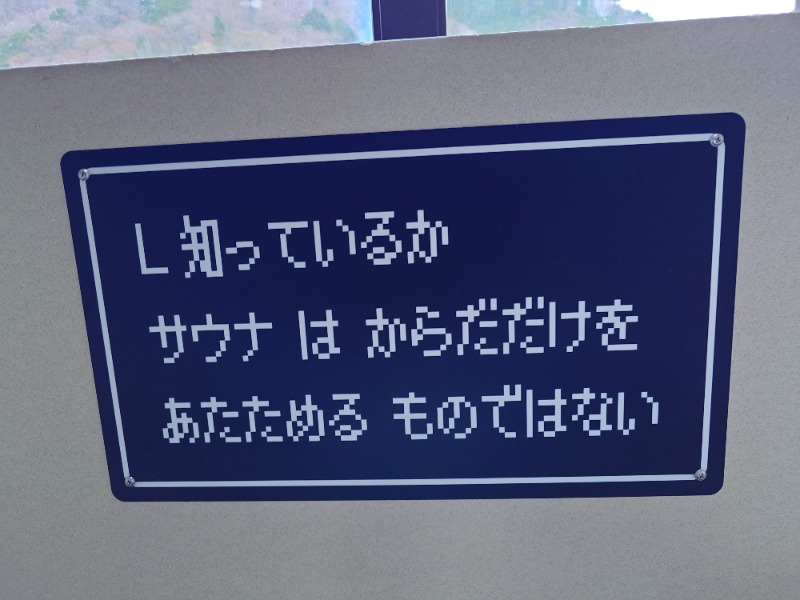 L 知っているか
サウナ は からだだけを
あたためる ものではない